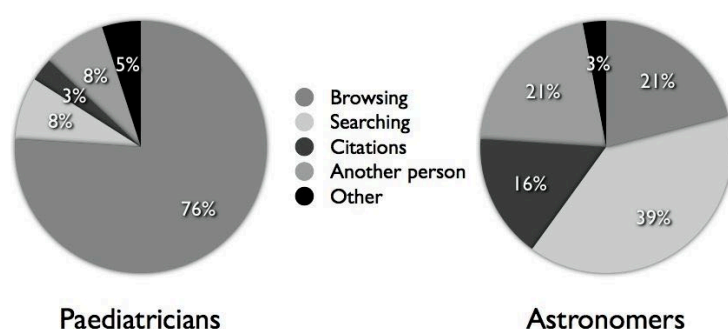 5%
8%
3%
8%
76%
Browsing
Searching
Citations
Another person
Other
3%
21%
21%
16%
39%
Paediatricians
Astronomers